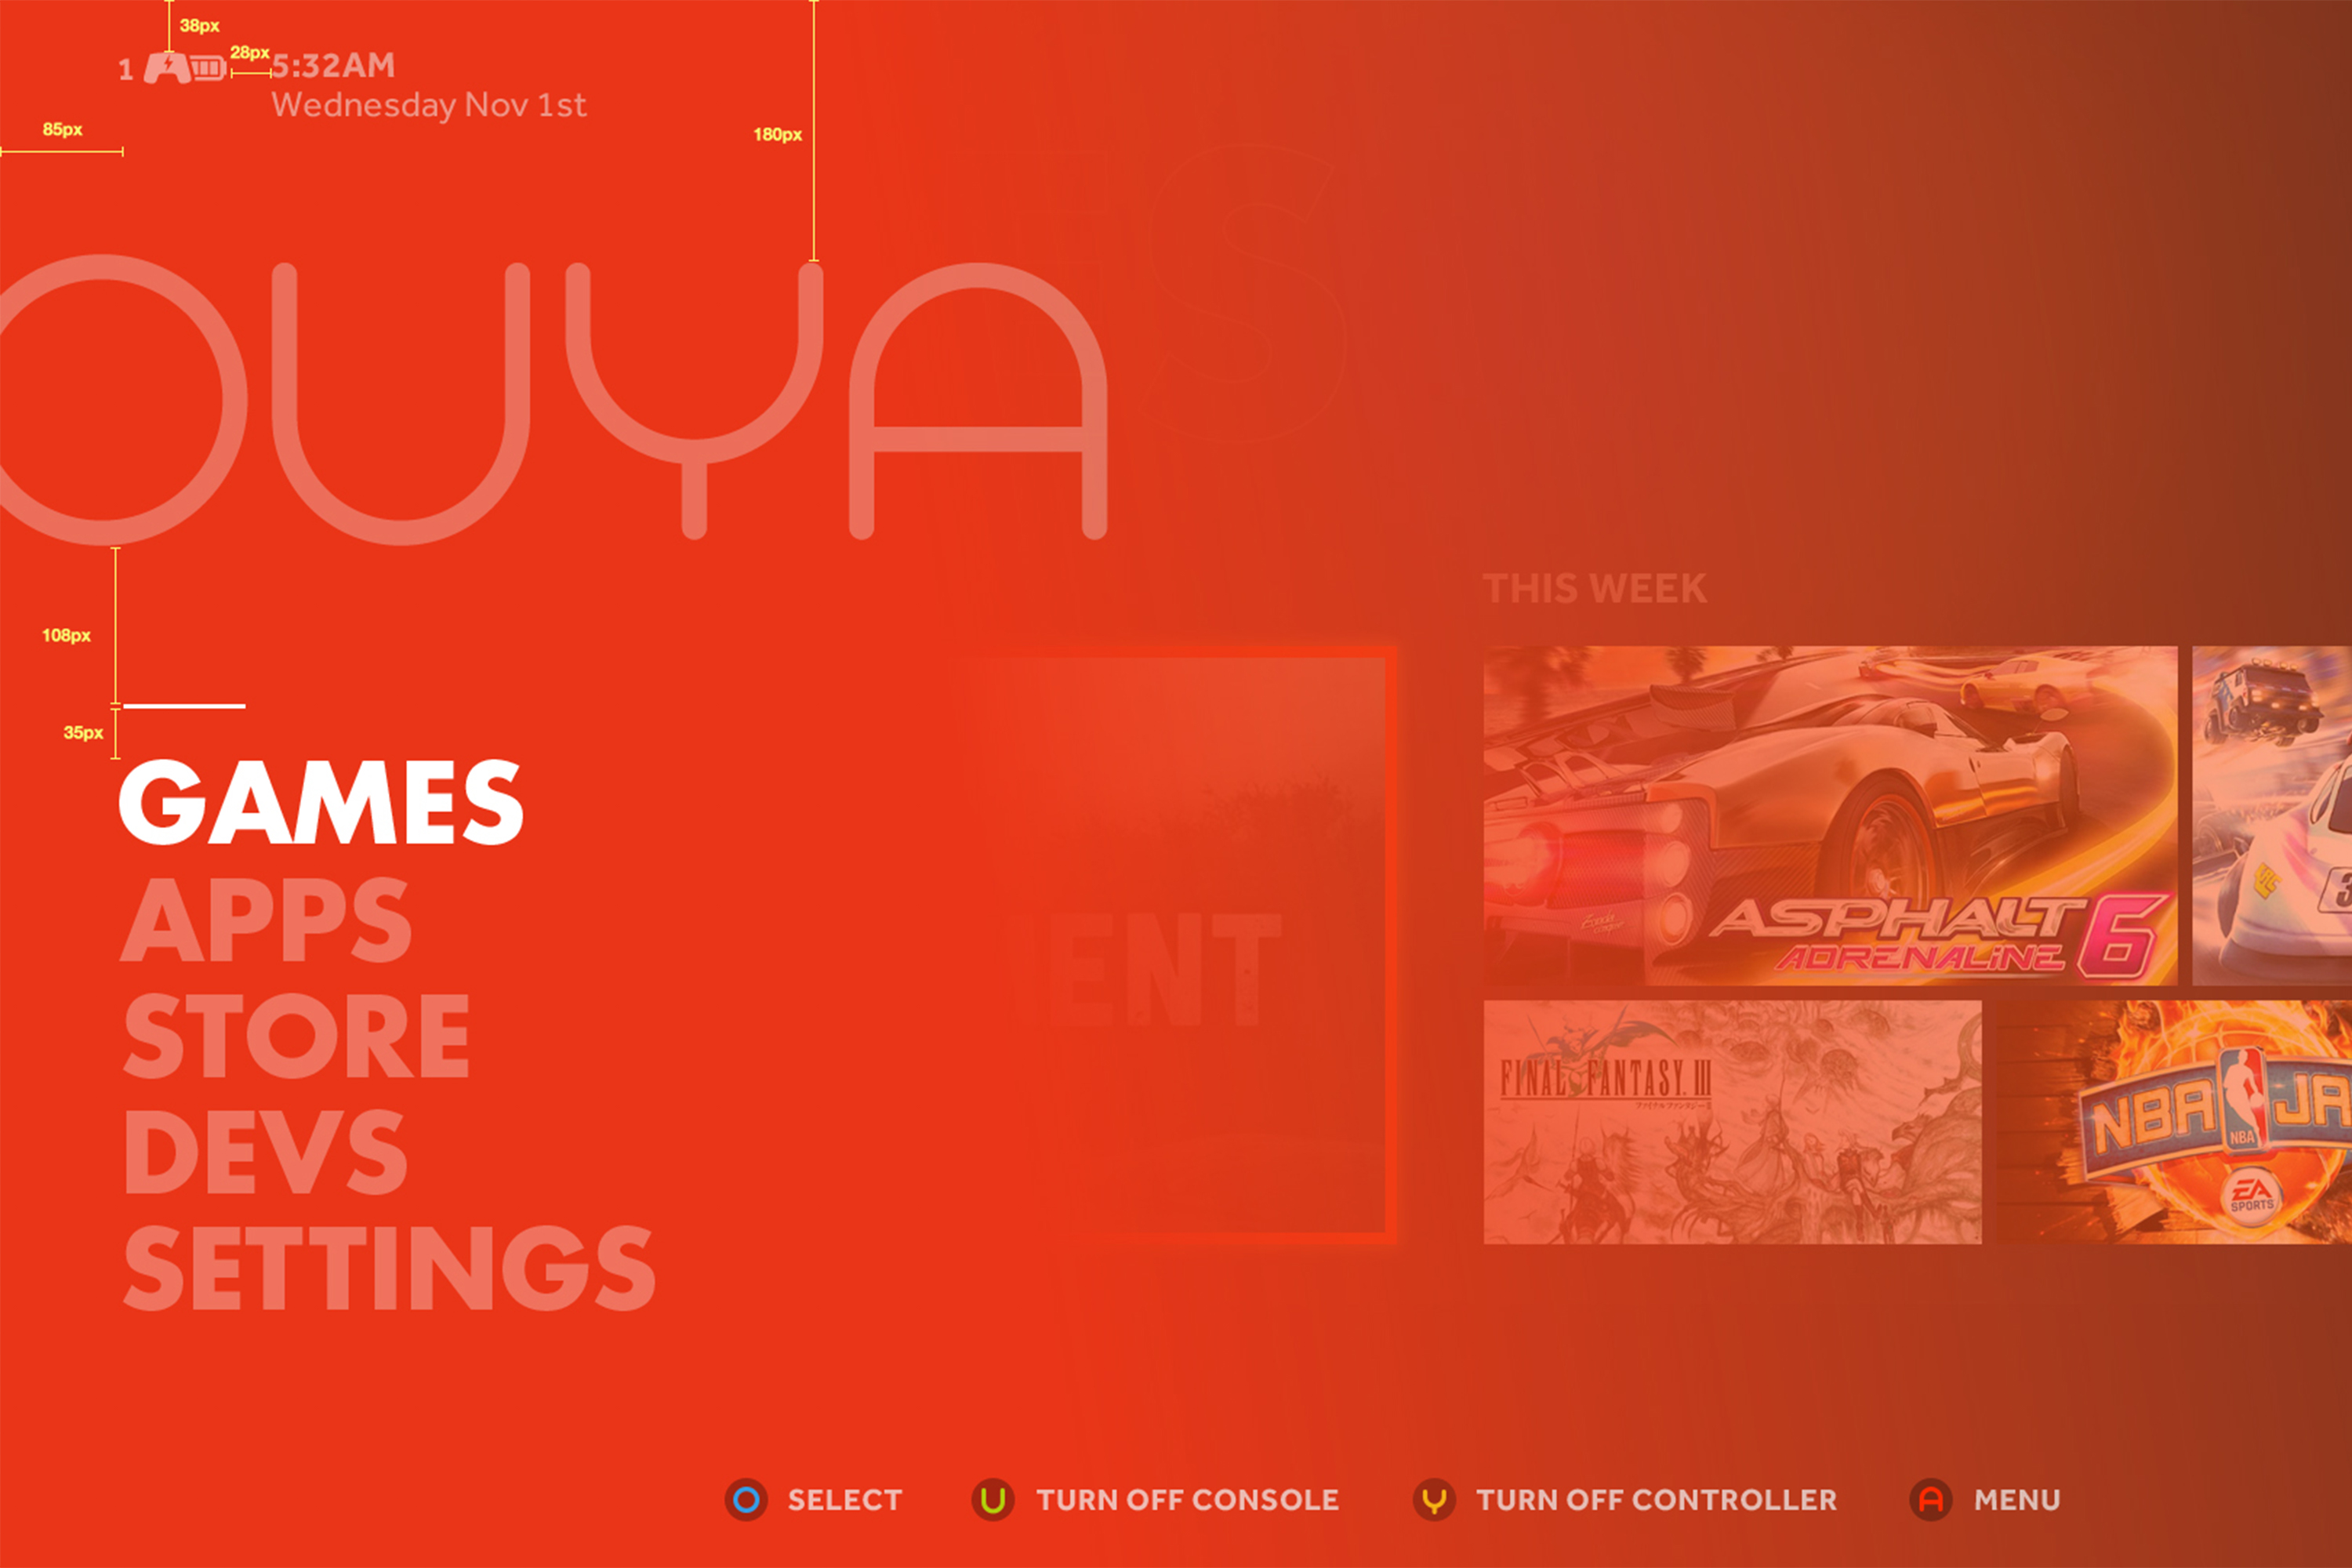 38px
28px
1 5:32AM
Wednesday Nov 1st
85px
180px
OUYA
S
108px
THIS WEEK
35px
GAMES
APPS
STORE
DEVS
SETTINGS
ENT
ASPHALT 6
ADRENALINE
3
FINAL FANTASY III
NBA JA
NBA
EA
SPORTS
O SELECT
U TURN OFF CONSOLE
Y TURN OFF CONTROLLER
A MENU